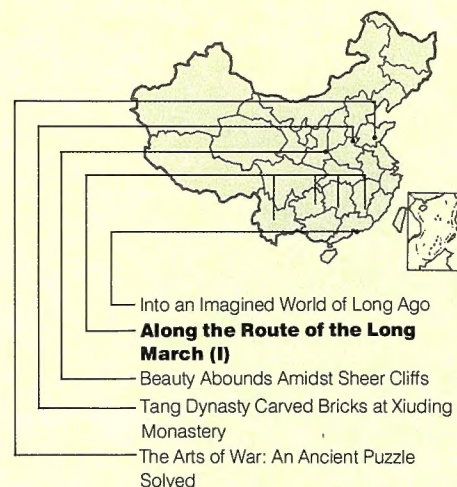 Into an Imagined World of Long Ago
Along the Route of the Long
March (I)
Beauty Abounds Amidst Sheer Cliffs
Tang Dynasty Carved Bricks at Xiuding
Monastery
The Arts of War: An Ancient Puzzle
Solved